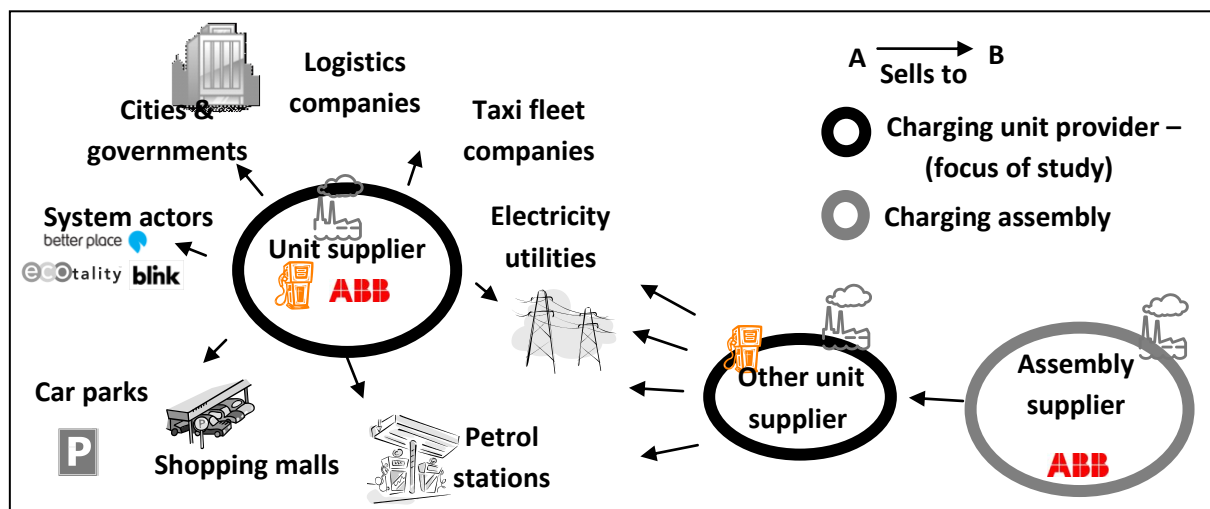 Logistics
companies
Cities &
governments
Taxi fleet
companies
System actors
better place
ecotality blink
Unit supplier
ABB
Electricity
utilities
Car parks
P
P
Shopping malls
Petrol
stations
A B
Sells to
Charging unit provider –
(focus of study)
Charging assembly
Other unit
supplier
Assembly
supplier
ABB